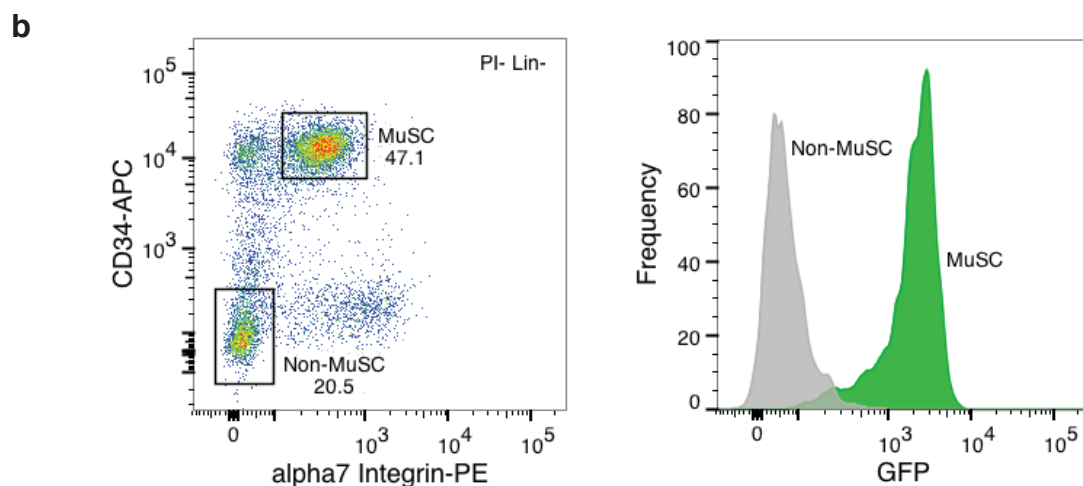 b
PI- Lin-
10^5
10^4
10^3
CD34-APC
MuSC
47.1
Non-MuSC
20.5
0
10^3
10^4
10^5
alpha7 Integrin-PE
100
80
60
40
20
0
Frequency
Non-MuSC
MuSC
0
10^3
10^4
10^5
GFP